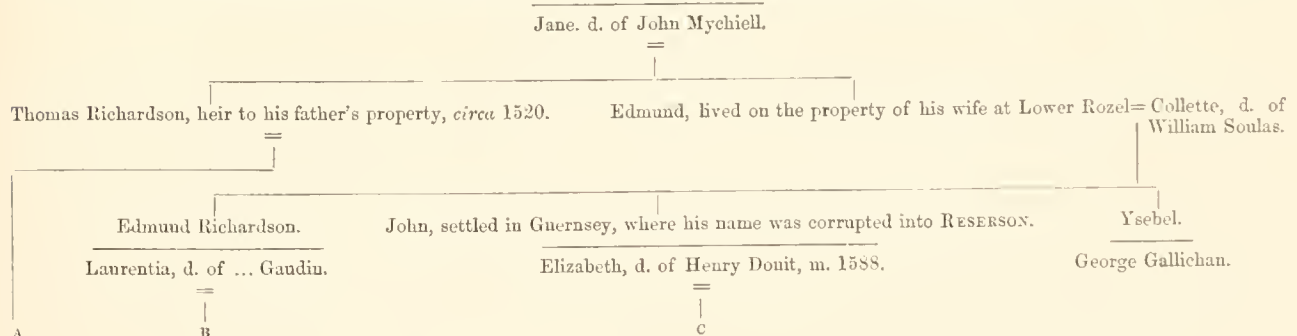 Jane. d. of John Mychiell.
=
Thomas Richardson, heir to his father's property, circa 1520.
=
Edmund, lived on the property of his wife at Lower Rozel= Collette, d. of
William Soulas.
Edmund Richardson.
Laurentia, d. of ... Gaudin.
=
John, settled in Guernsey, where his name was corrupted into RESERSON.
Elizabeth, d. of Henry Douit, m. 1588.
=
Ysebel.
George Gallichan.
A
B
C